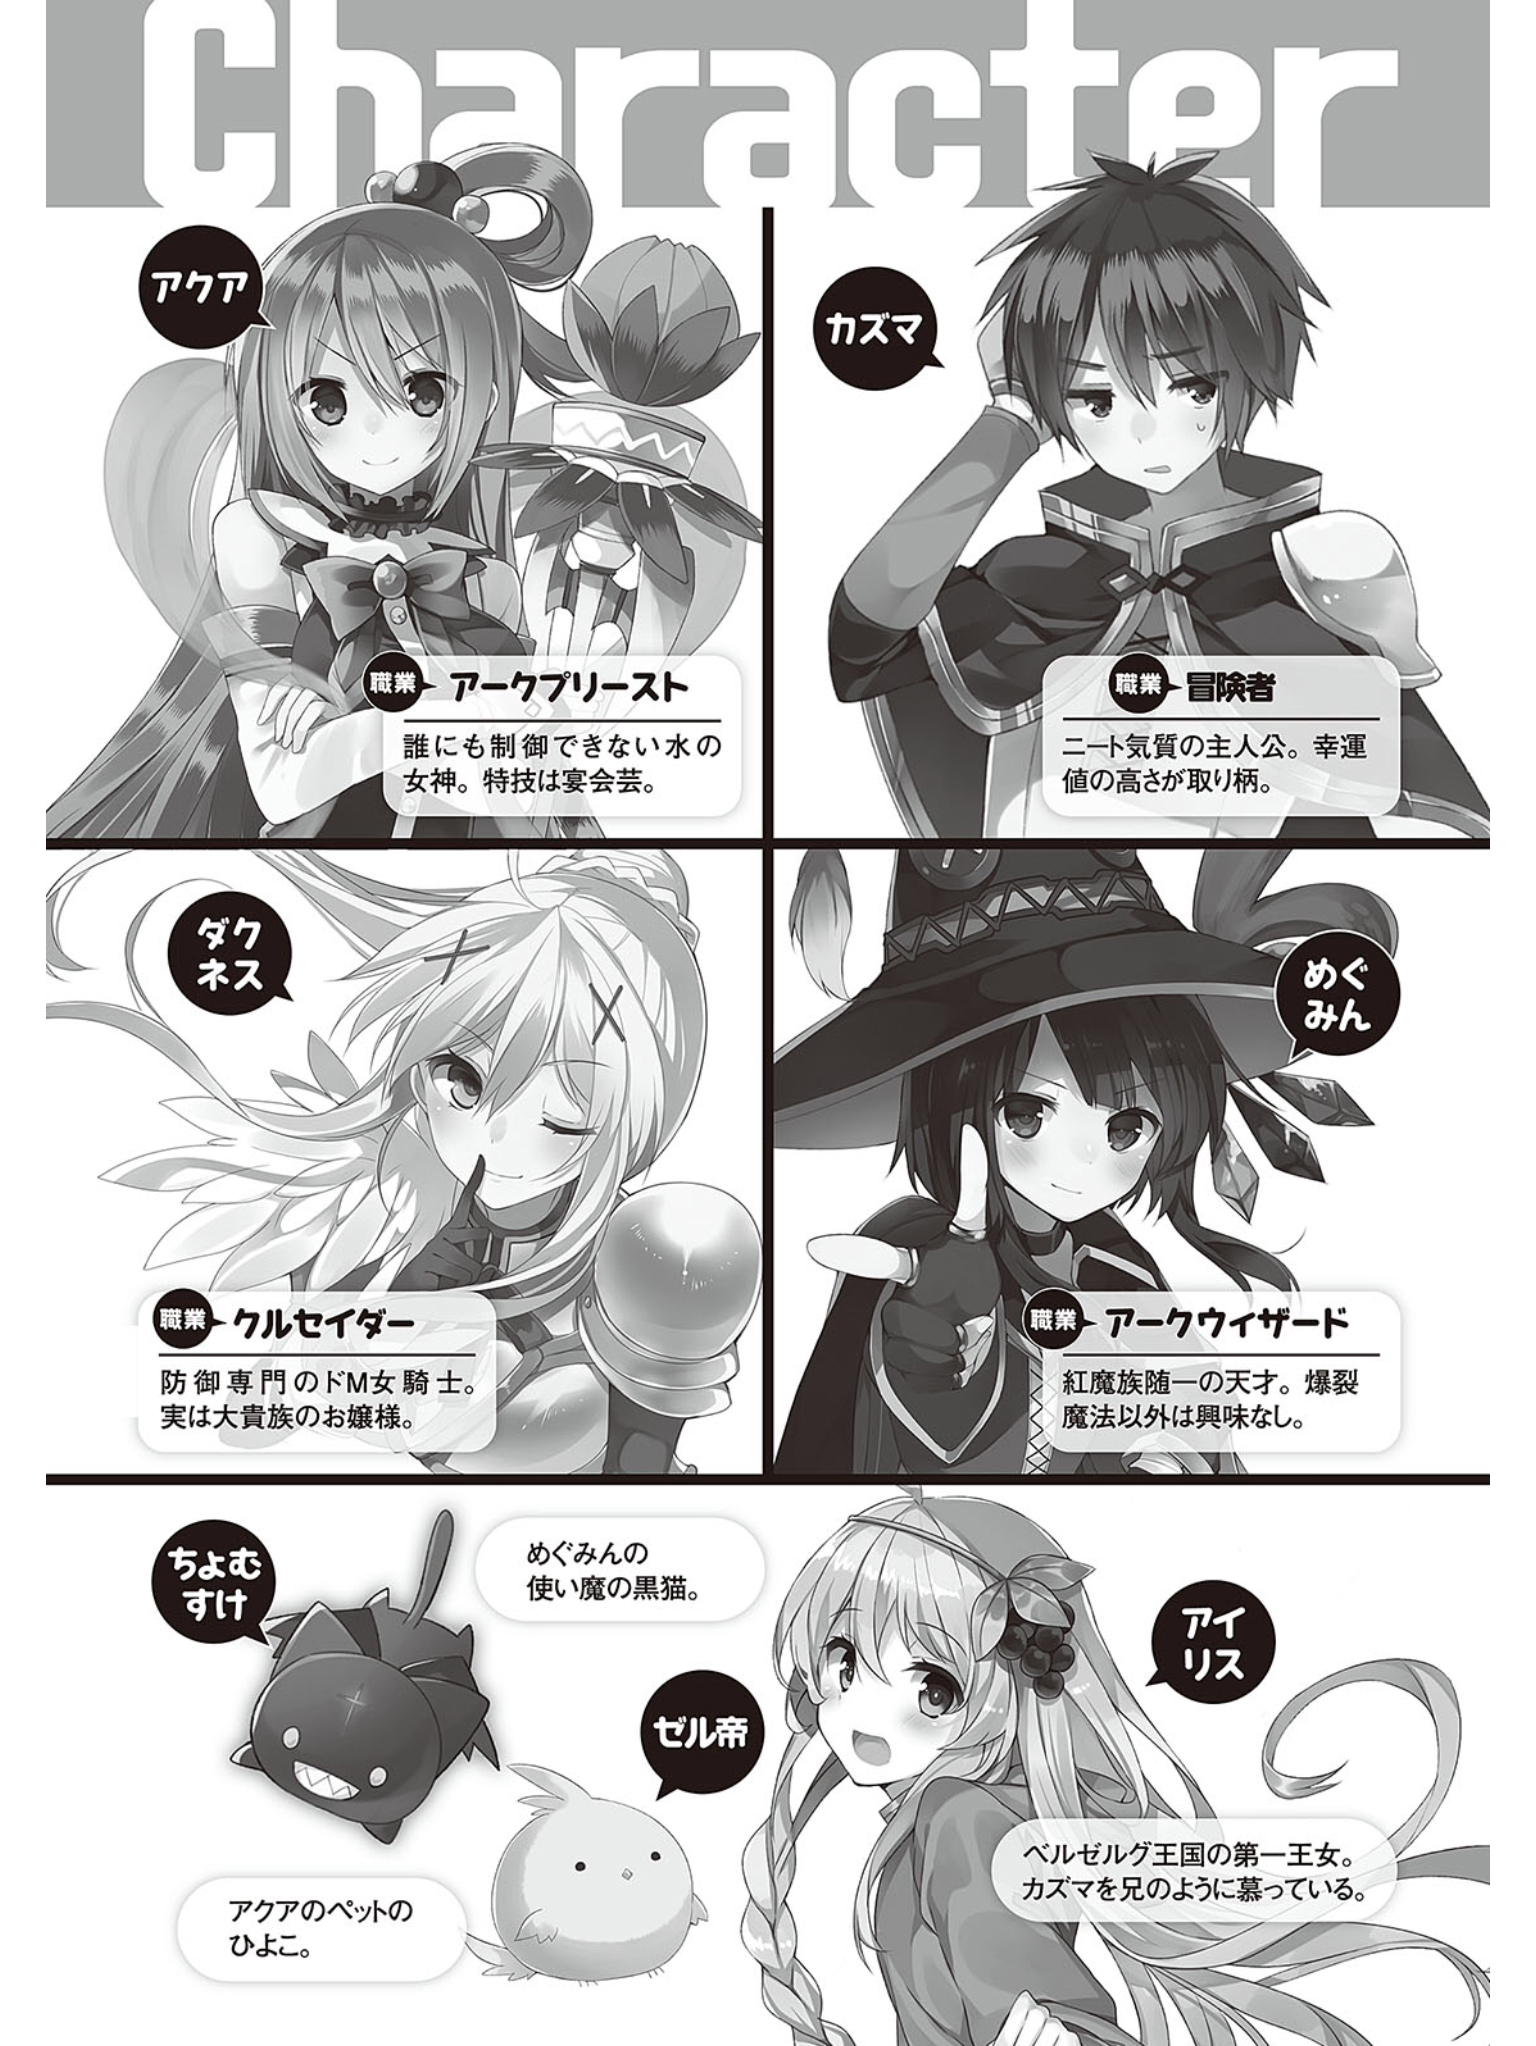 Character
アクア
職業 アークプリースト
誰にも制御できない水の
女神。特技は宴会芸。
カズマ
職業 冒険者
ニート気質の主人公。幸運
値の高さが取り柄。
ダク
ネス
職業 クルセイダー
防御専門のドM女騎士。
実は大貴族のお嬢様。
めぐ
みん
職業 アークウィザード
紅魔族随一の天才。爆裂
魔法以外は興味なし。
ちょむ
すけ
めぐみんの
使い魔の黒猫。
ゼル帝
アクアのペットの
ひよこ。
アイ
リス
ベルゼルグ王国の第一王女。
カズマを兄のように慕っている。